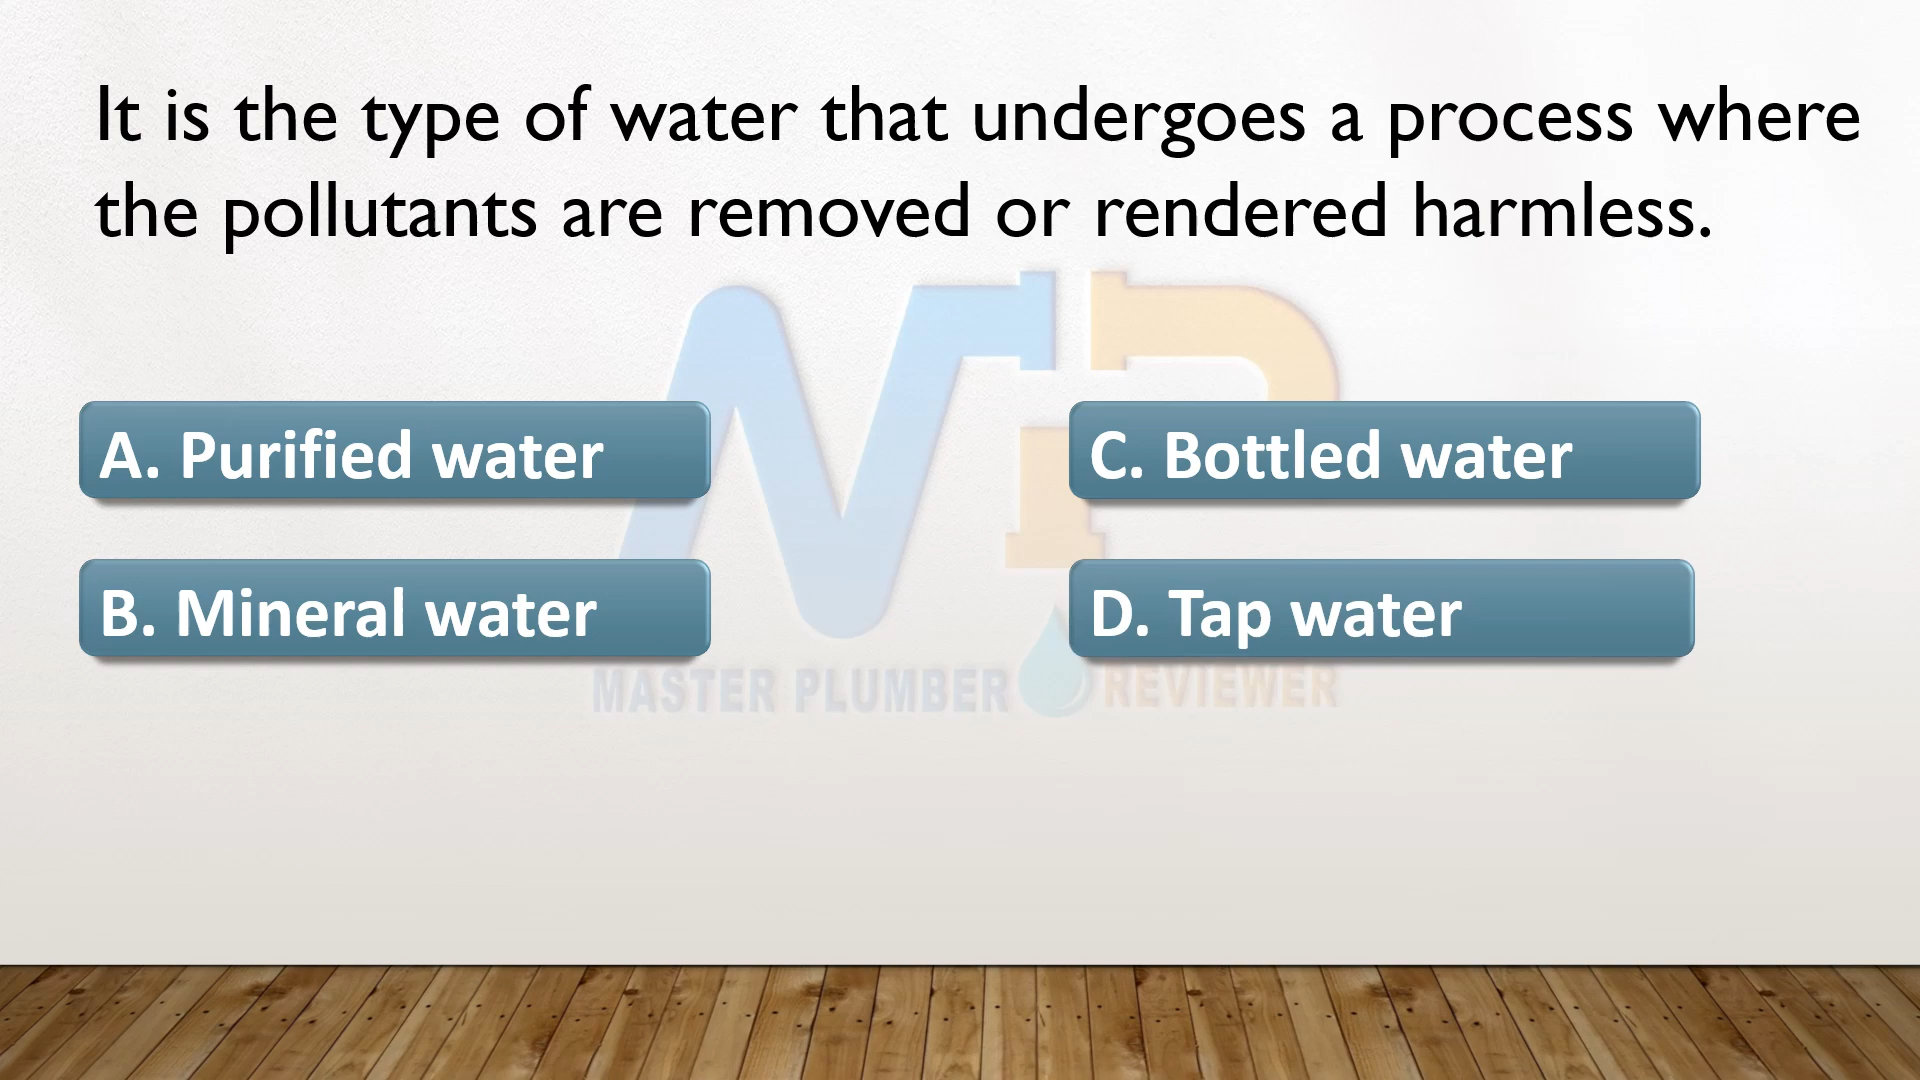 It is the type of water that undergoes a process where
the pollutants are removed or rendered harmless.
A. Purified water
C. Bottled water
B. Mineral water
D. Tap water
MASTER PLUMBER REVIEWER